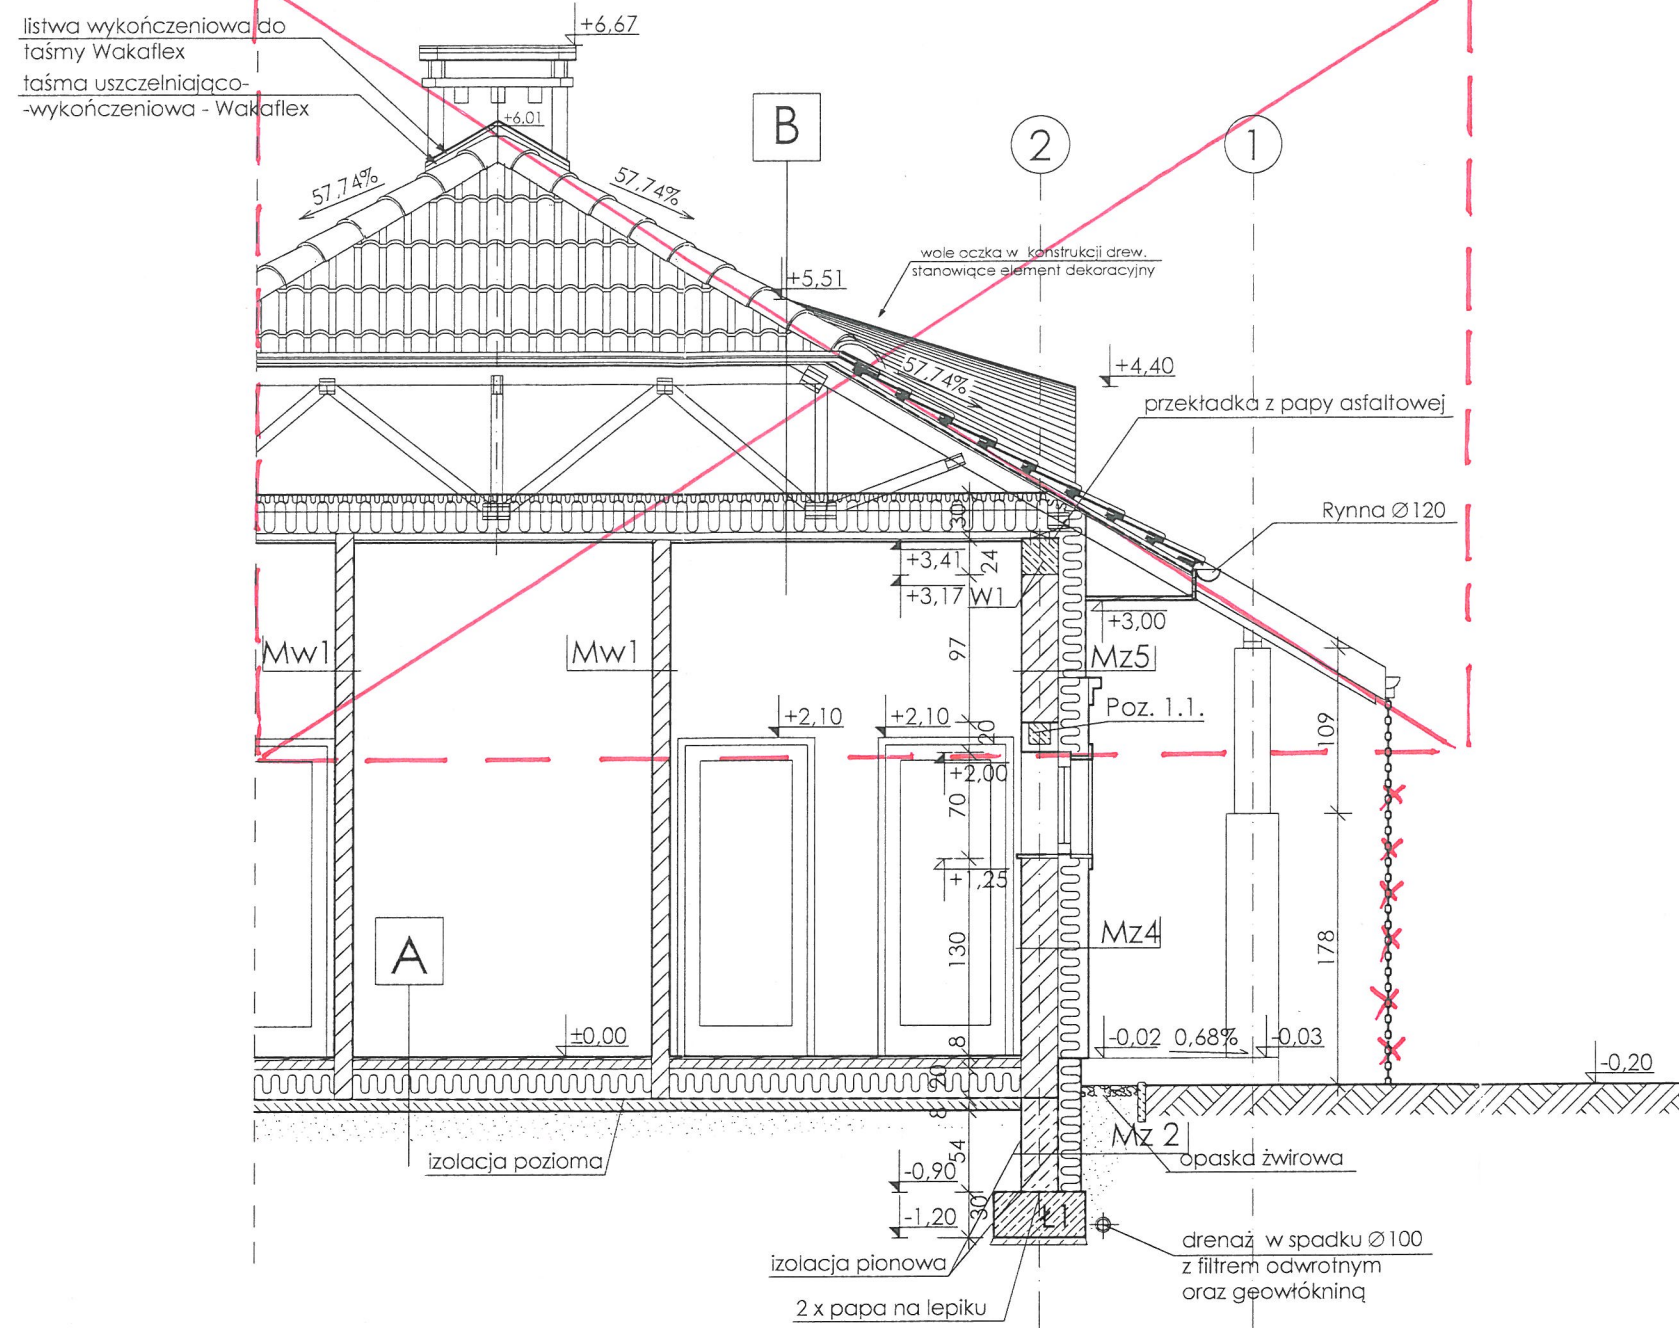 listwa wykończeniowa do
taśmy Wakaflex
taśma uszczelniająco-
-wykończeniowa - Wakaflex
+6,67
+6,01
57,74%
57,74%
B
2
1
+5,51
wole oczka w konstrukcji drew.
stanowiące element dekoracyjny
57,74%
+4,40
przekładka z papy asfaltowej
Rynna Ø120
30
24
+3,41
+3,17
W1
+3,00
Mw1
Mw1
97
Mz5
+2,10
+2,10
20
Poz. 1.1.
109
+2,00
70
+1,25
A
130
Mz4
178
±0,00
8
-0,02
0,68%
-0,03
-0,20
20
8
54
Mz 2
izolacja pozioma
opaska żwirowa
-0,90
30
Ł1
-1,20
izolacja pionowa
drenaż w spadku Ø100
z filtrem odwrotnym
oraz geowłókniną
2 x papa na lepiku